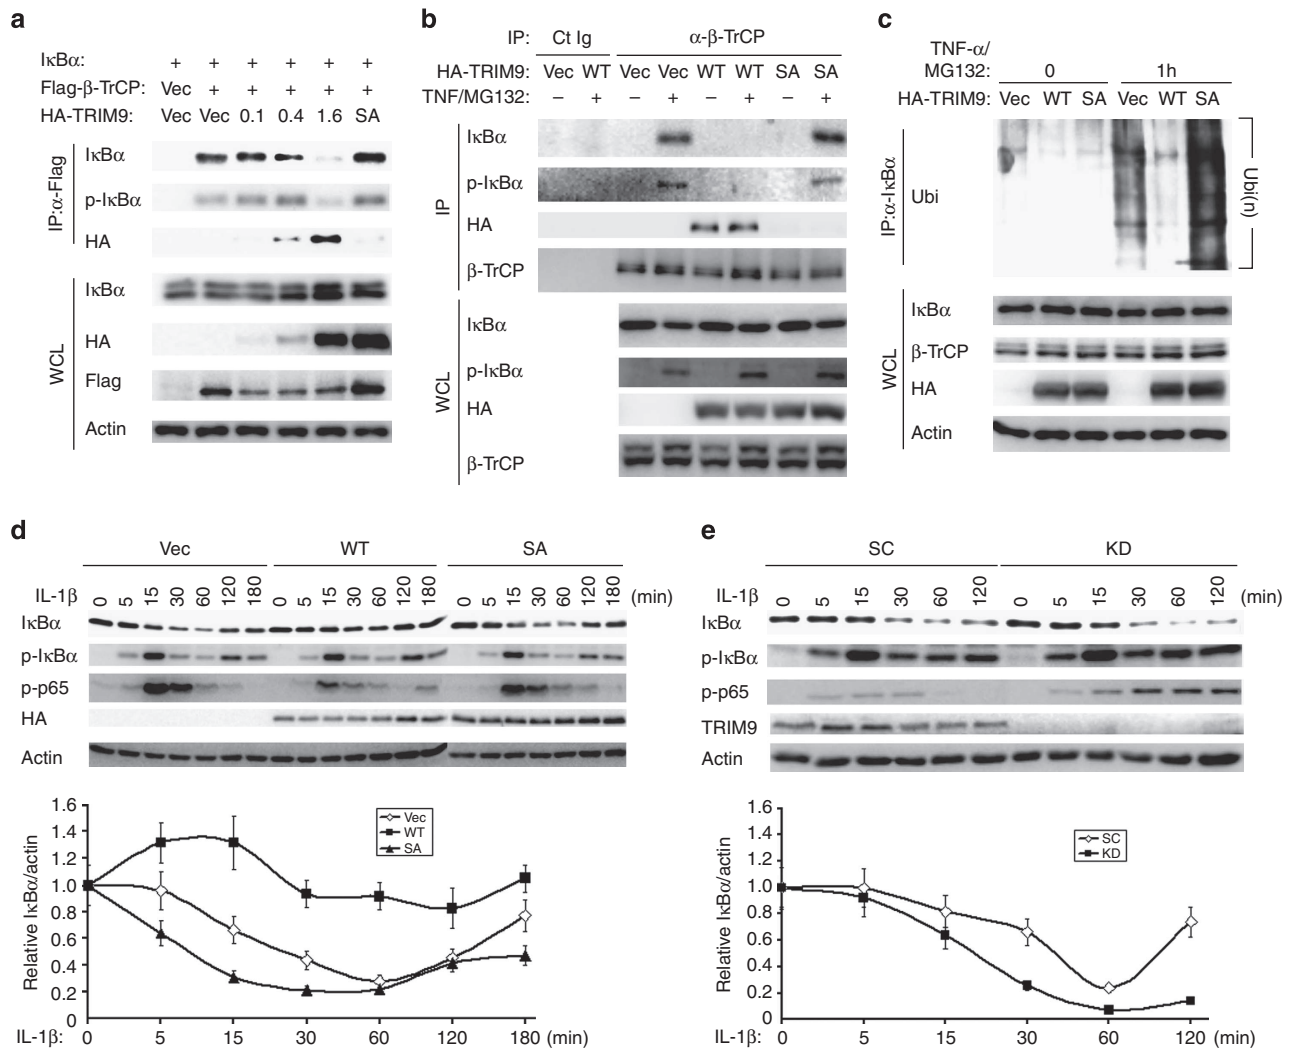 a
IκBα: + + + + + +
Flag-β-TrCP: Vec + + + + +
HA-TRIM9: Vec Vec 0.1 0.4 1.6 SA
IP:α-Flag
IκBα
p-IκBα
HA
WCL
IκBα
HA
Flag
Actin
b
IP: Ct Ig α-β-TrCP
HA-TRIM9: Vec WT Vec Vec WT WT SA SA
TNF/MG132: – + – + – + – +
IP
IκBα
p-IκBα
HA
β-TrCP
WCL
IκBα
p-IκBα
HA
β-TrCP
c
TNF-α/
MG132: 0 1h
HA-TRIM9: Vec WT SA Vec WT SA
IP:α-IκBα
Ubi
Ubi(n)
WCL
IκBα
β-TrCP
HA
Actin
d
Vec WT SA
IL-1β 0 5 15 30 60 120 180 0 5 15 30 60 120 180 0 5 15 30 60 120 180 (min)
IκBα
p-IκBα
p-p65
HA
Actin
Relative IκBα/actin
1.6
1.4
1.2
1.0
0.8
0.6
0.4
0.2
0
Vec
WT
SA
IL-1β: 0 5 15 30 60 120 180 (min)
e
SC KD
IL-1β 0 5 15 30 60 120 0 5 15 30 60 120 (min)
IκBα
p-IκBα
p-p65
TRIM9
Actin
Relative IκBα/actin
1.6
1.4
1.2
1.0
0.8
0.6
0.4
0.2
0
SC
KD
IL-1β: 0 5 15 30 60 120 (min)